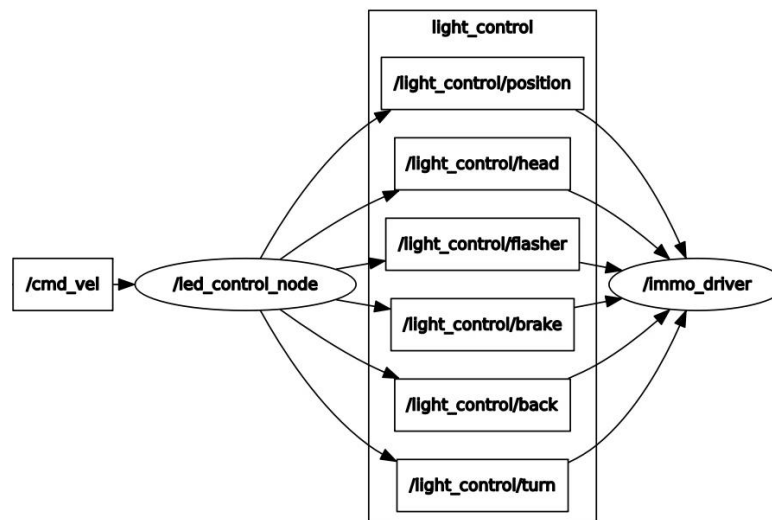 light_control
/light_control/position
/light_control/head
/light_control/flasher
/cmd_vel
/led_control_node
/immo_driver
/light_control/brake
/light_control/back
/light_control/turn